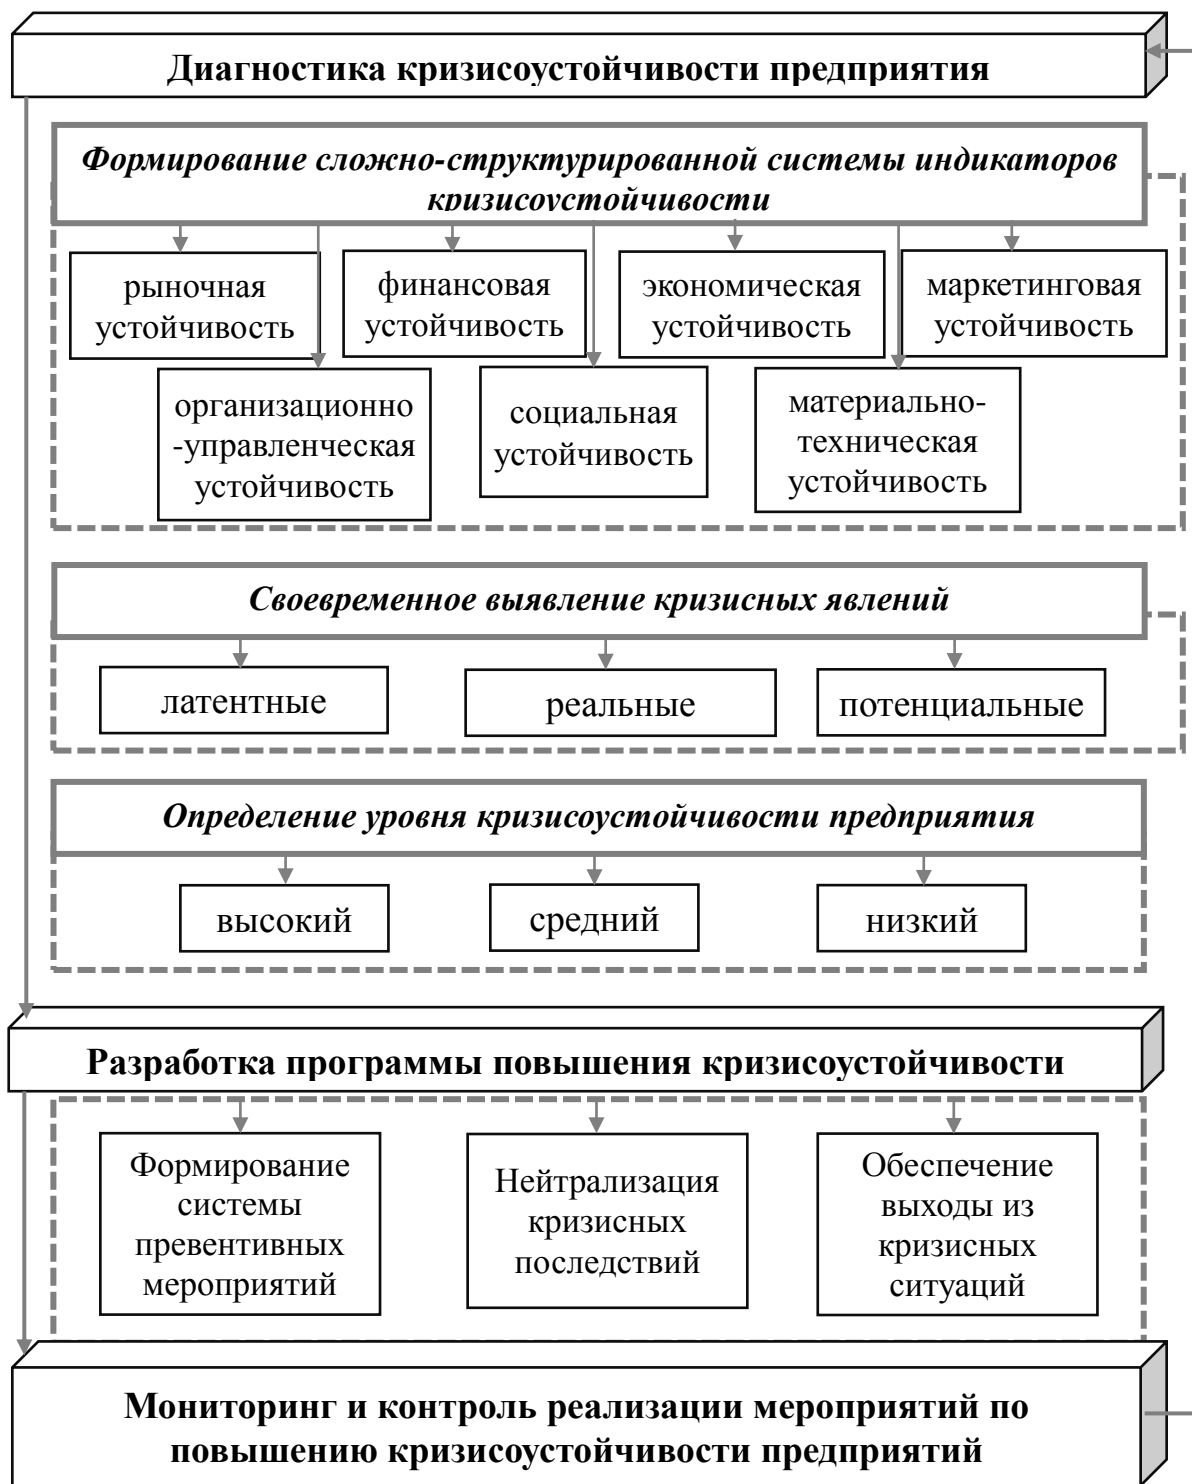 Диагностика кризисоустойчивости предприятия
Формирование сложно-структурированной системы индикаторов
кризисоустойчивости
рыночная
устойчивость
финансовая
устойчивость
экономическая
устойчивость
маркетинговая
устойчивость
организационно
-управленческая
устойчивость
социальная
устойчивость
материально-
техническая
устойчивость
Своевременное выявление кризисных явлений
латентные
реальные
потенциальные
Определение уровня кризисоустойчивости предприятия
высокий
средний
низкий
Разработка программы повышения кризисоустойчивости
Формирование
системы
превентивных
мероприятий
Нейтрализация
кризисных
последствий
Обеспечение
выходы из
кризисных
ситуаций
Мониторинг и контроль реализации мероприятий по
повышению кризисоустойчивости предприятий